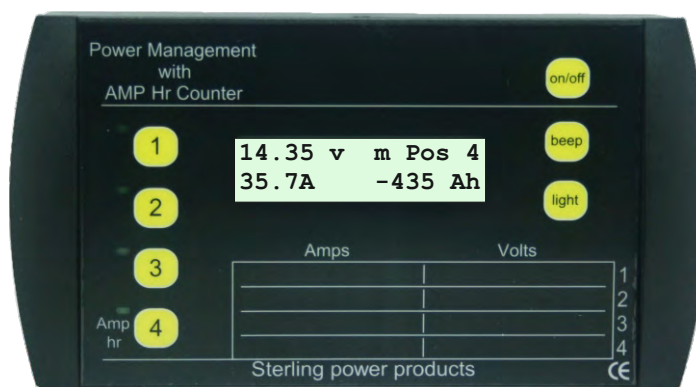 Power Management
with
AMP Hr Counter
on/off
1
beep
14.35 v m Pos 4
35.7A -435 Ah
2
light
Amps Volts
3
1
2
Amp
hr
4
3
4
Sterling power products
CE